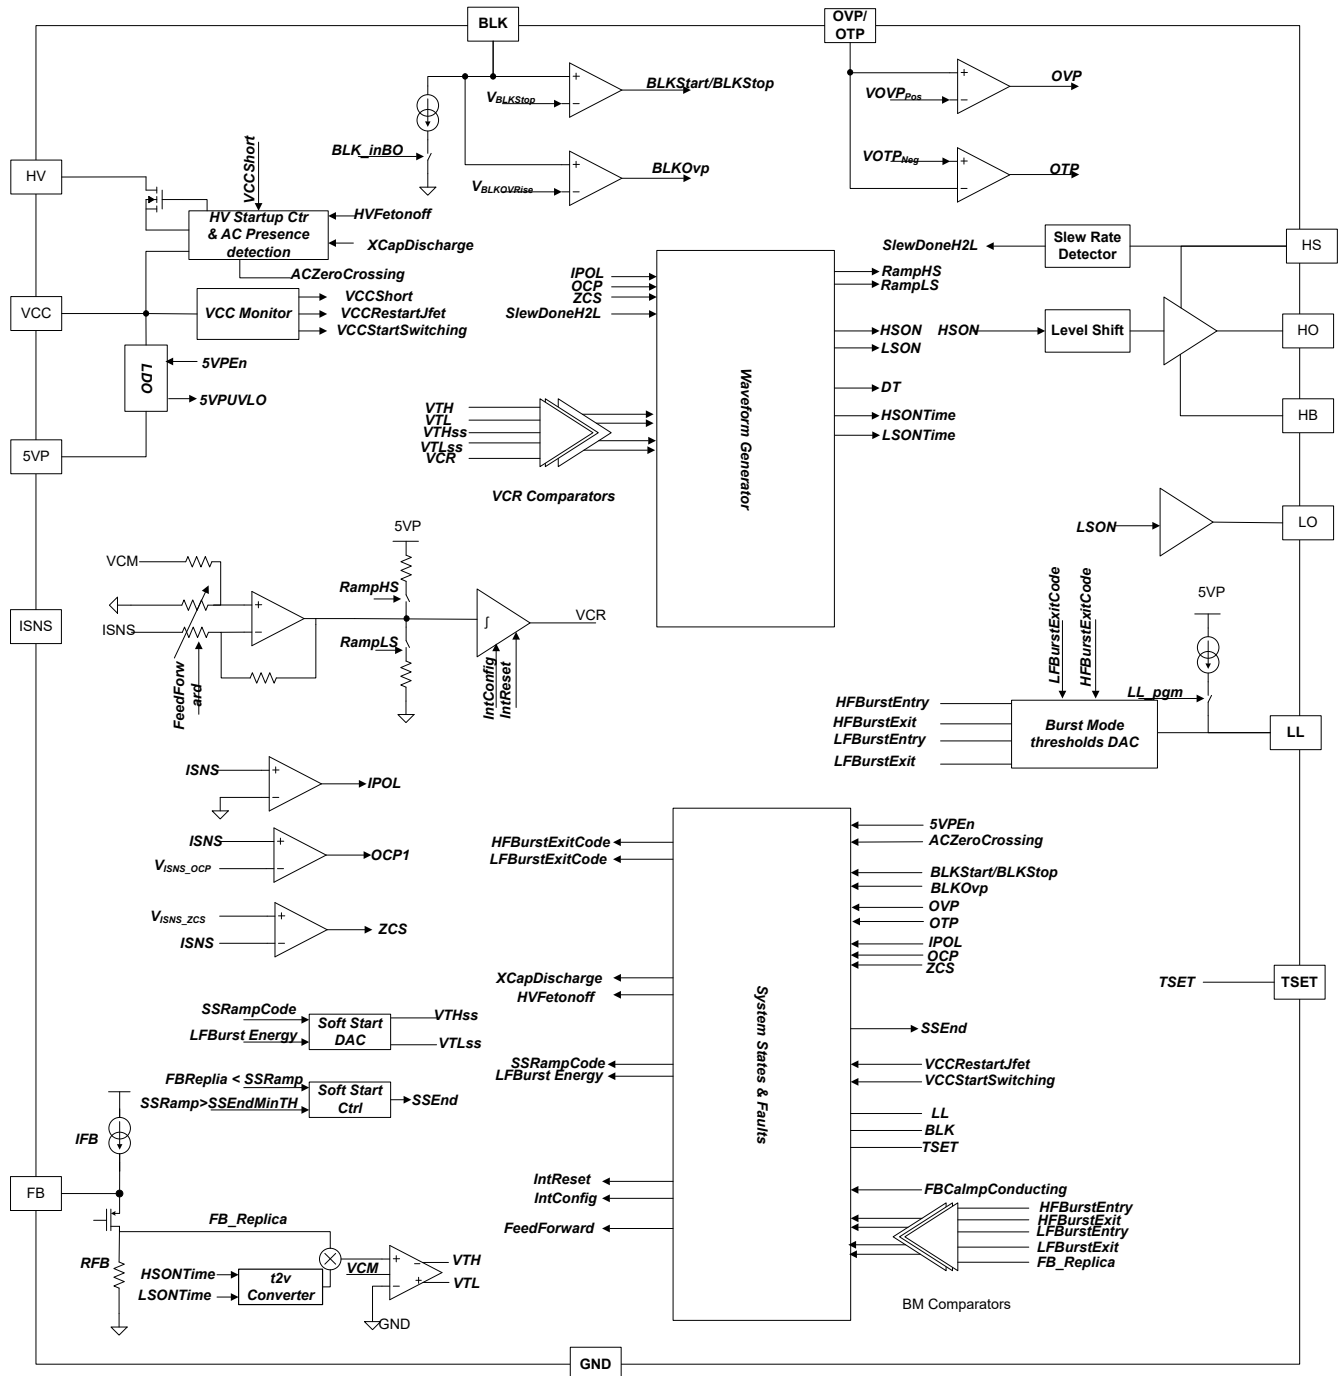 BLK
OVP/
OTP
BLKStart/BLKStop
VBLKStop
BLK_inBO
BLKOvp
VBLKOVRise
OVP
VOVPPos
VOTPNeg
OTP
HV
VCCShort
HV Startup Ctr
& AC Presence
detection
HVFetonoff
XCapDischarge
ACZeroCrossing
VCC
VCC Monitor
VCCShort
VCCRestartJfet
VCCStartSwitching
LDO
5VPEn
5VPUVLO
5VP
IPOL
OCP
ZCS
SlewDoneH2L
VTH
VTL
VTHss
VTLss
VCR
VCR Comparators
Waveform Generator
RampHS
RampLS
HSON
LSON
DT
HSONTime
LSONTime
SlewDoneH2L
Slew Rate
Detector
HS
HSON
Level Shift
HO
HB
LSON
LO
VCM
ISNS
ISNS
FeedForw
ard
5VP
RampHS
RampLS
∫
VCR
IntConfig
IntReset
LFBurstExitCode
HFBurstExitCode
5VP
LL_pgm
HFBurstEntry
HFBurstExit
LFBurstEntry
LFBurstExit
Burst Mode
thresholds DAC
LL
ISNS
IPOL
ISNS
VISNS_OCP
OCP1
VISNS_ZCS
ISNS
ZCS
SSRampCode
LFBurst Energy
Soft Start
DAC
VTHss
VTLss
FBReplia < SSRamp
SSRamp>SSEndMinTH
Soft Start
Ctrl
SSEnd
IFB
FB
FB_Replica
RFB
HSONTime
LSONTime
t2v
Converter
VCM
VTH
VTL
GND
HFBurstExitCode
LFBurstExitCode
XCapDischarge
HVFetonoff
SSRampCode
LFBurst Energy
IntReset
IntConfig
FeedForward
System States & Faults
5VPEn
ACZeroCrossing
BLKStart/BLKStop
BLKOvp
OVP
OTP
IPOL
OCP
ZCS
SSEnd
VCCRestartJfet
VCCStartSwitching
LL
BLK
TSET
FBCalmpConducting
HFBurstEntry
HFBurstExit
LFBurstEntry
LFBurstExit
FB_Replica
BM Comparators
TSET
TSET
GND